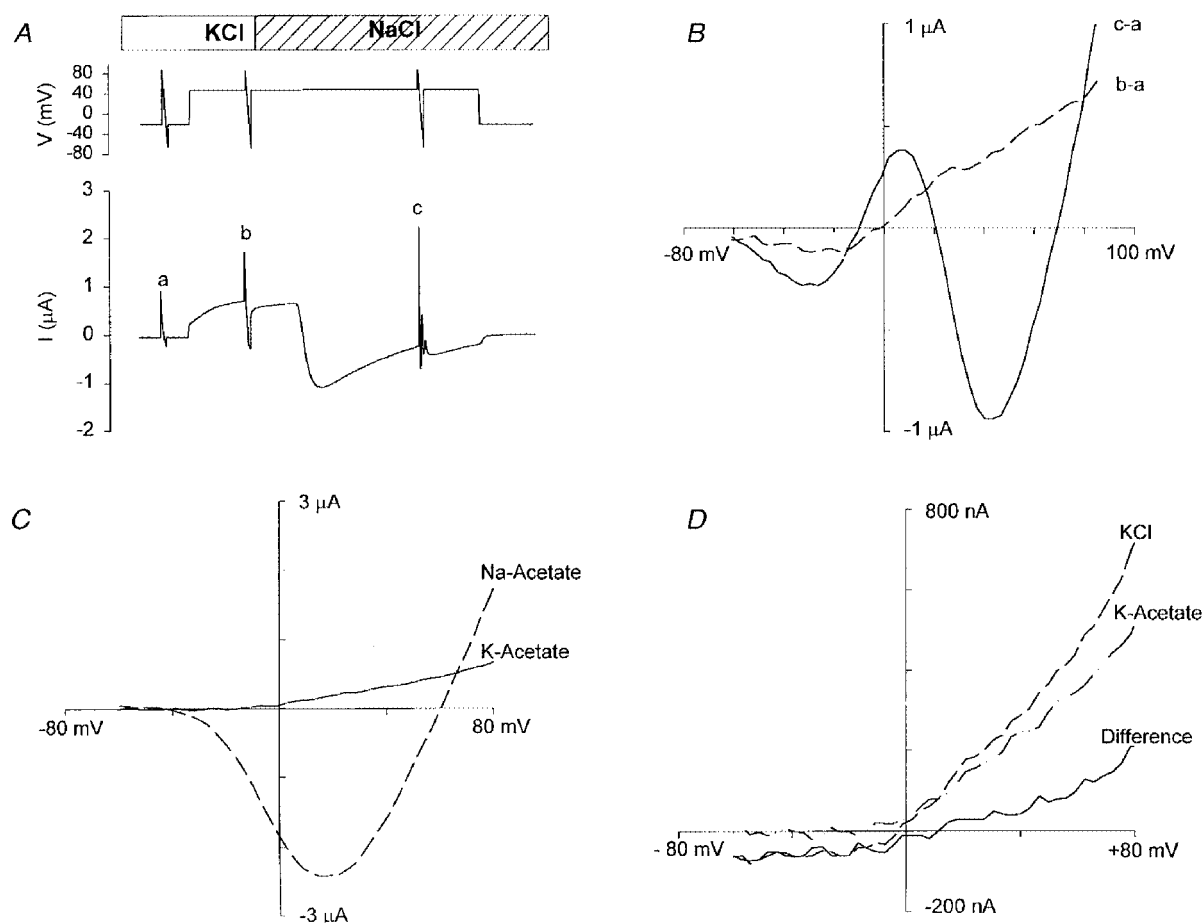 A
KCl
NaCl
V (mV)
80
40
0
-40
-80
I (µA)
3
2
1
0
-1
-2
a
b
c
B
1 µA
c-a
b-a
-80 mV
100 mV
-1 µA
C
3 µA
Na-Acetate
K-Acetate
-80 mV
80 mV
-3 µA
D
800 nA
KCl
K-Acetate
Difference
- 80 mV
+80 mV
-200 nA